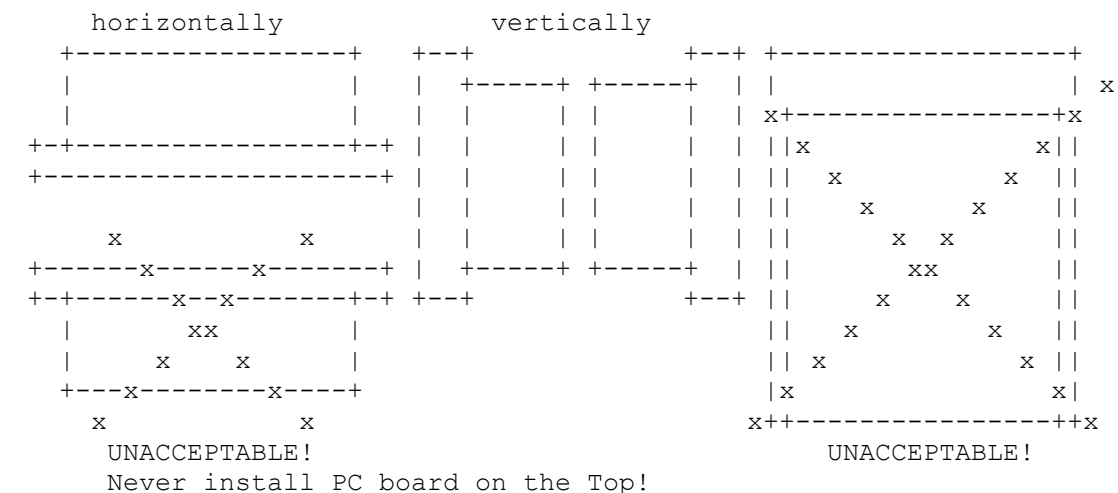 horizontally vertically
UNACCEPTABLE! UNACCEPTABLE!
Never install PC board on the Top!